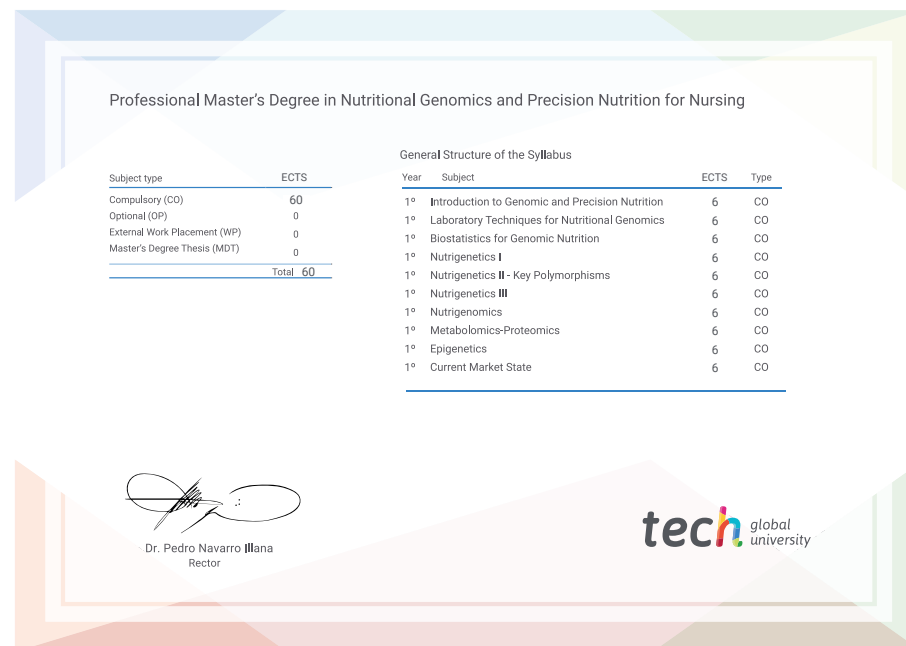 Professional Master's Degree in Nutritional Genomics and Precision Nutrition for Nursing
Subject type ECTS
Compulsory (CO) 60
Optional (OP) 0
External Work Placement (WP) 0
Master's Degree Thesis (MDT) 0
Total 60
General Structure of the Syllabus
Year Subject ECTS Type
1º Introduction to Genomic and Precision Nutrition 6 CO
1º Laboratory Techniques for Nutritional Genomics 6 CO
1º Biostatistics for Genomic Nutrition 6 CO
1º Nutrigenetics I 6 CO
1º Nutrigenetics II - Key Polymorphisms 6 CO
1º Nutrigenetics III 6 CO
1º Nutrigenomics 6 CO
1º Metabolomics-Proteomics 6 CO
1º Epigenetics 6 CO
1º Current Market State 6 CO
Dr. Pedro Navarro Illana
Rector
tech global
university